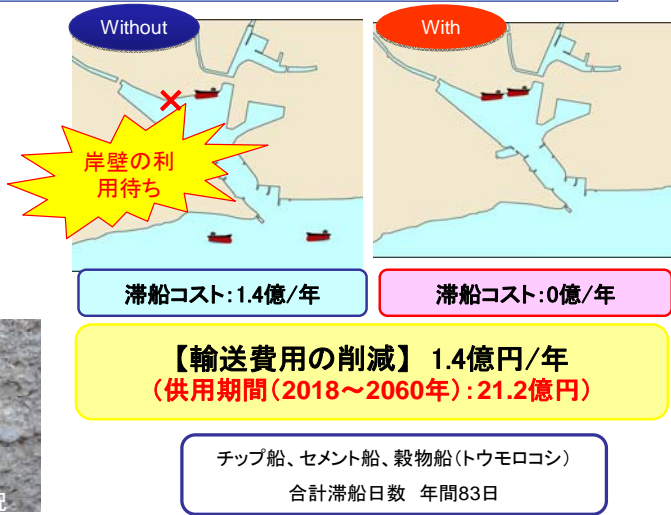 Without
With
岸壁の利
用待ち
滞船コスト:1.4億/年
滞船コスト:0億/年
【輸送費用の削減】 1.4億円/年
(供用期間(2018～2060年):21.2億円)
チップ船、セメント船、穀物船(トウモロコシ)
合計滞船日数 年間83日
況